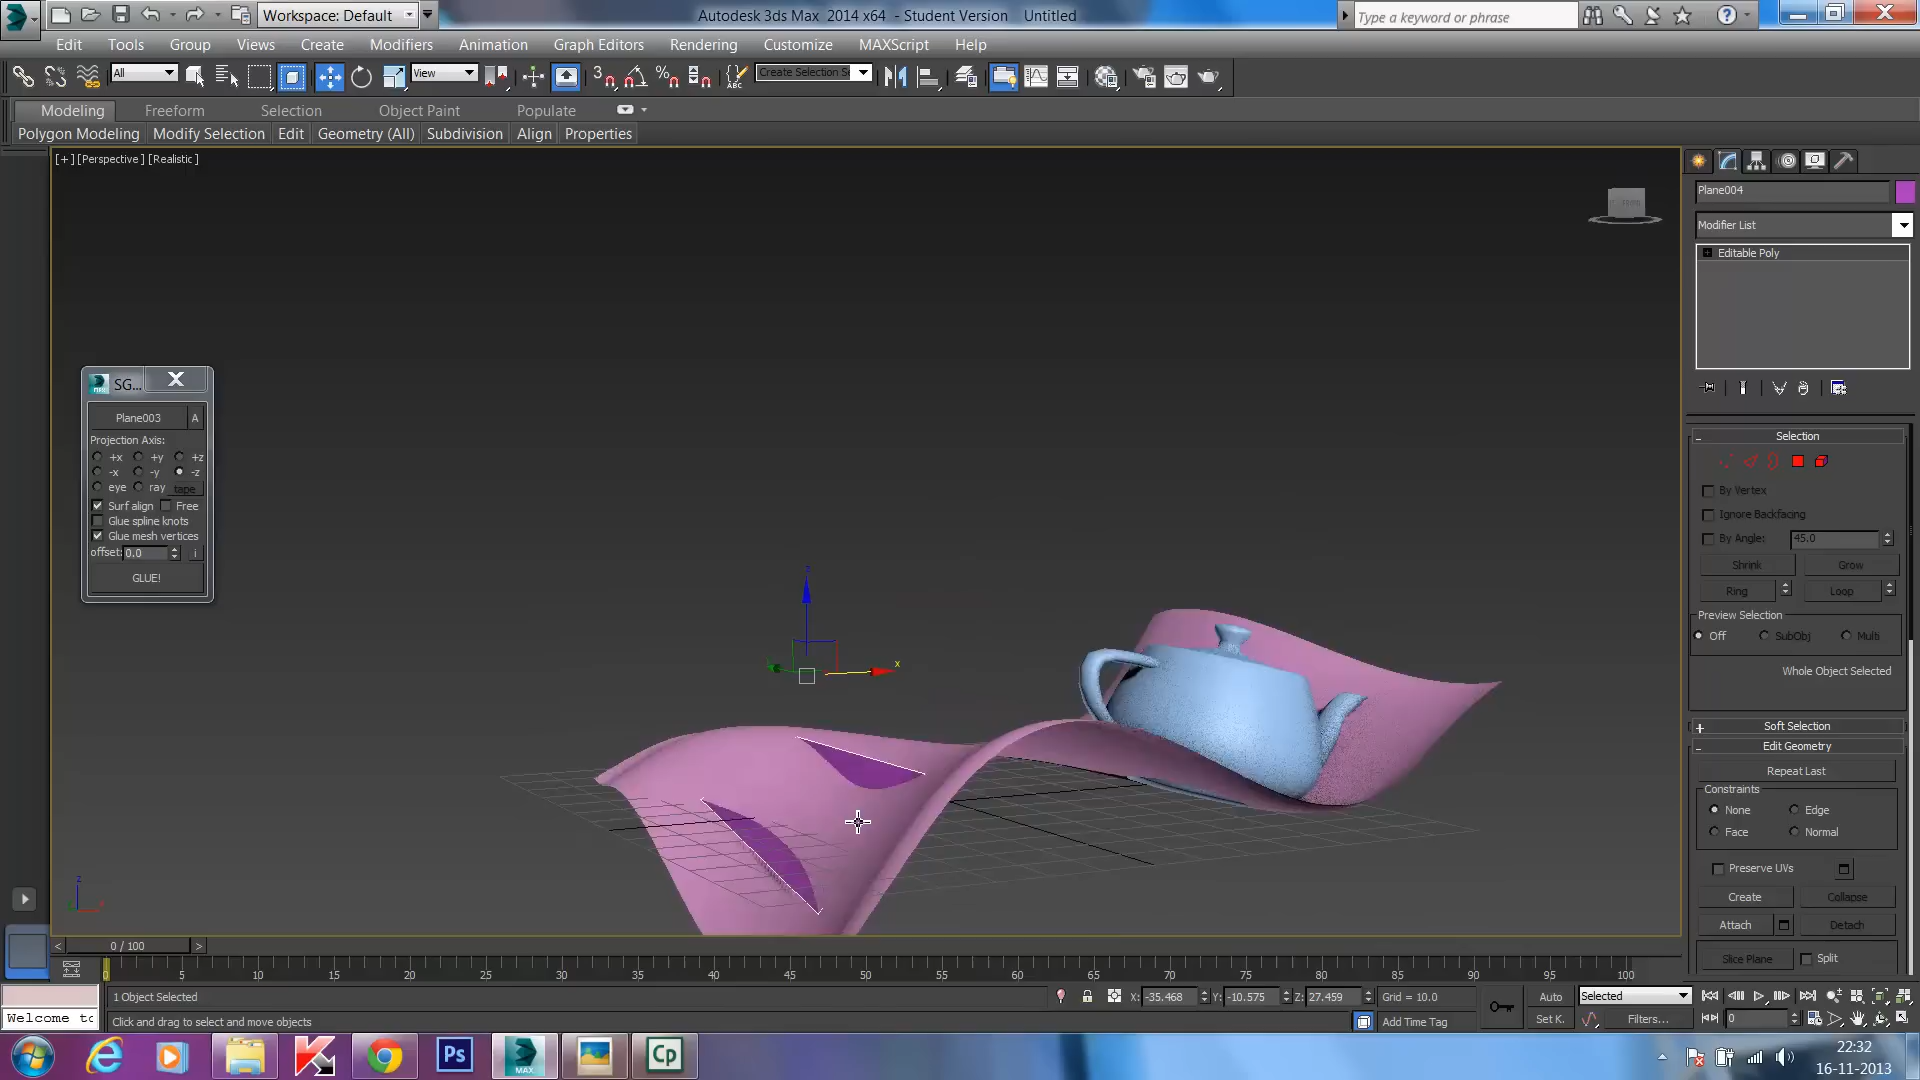 Workspace: Default
Autodesk 3ds Max 2014 x64 - Student Version Untitled
Type a keyword or phrase
Edit Tools Group Views Create Modifiers Animation Graph Editors Rendering Customize MAXScript Help
All
View
3
ABC
Create Selection S
Modeling Freeform Selection Object Paint Populate
Polygon Modeling Modify Selection Edit Geometry (All) Subdivision Align Properties
[+] [Perspective] [Realistic]
Plane004
Modifier List
Editable Poly
SG...
Plane003 A
Projection Axis:
+x +y +z
-x -y -z
eye ray tape
Surf align Free
Glue spline knots
Glue mesh vertices
offset: 0,0 i
GLUE!
z
x
Selection
By Vertex
Ignore Backfacing
By Angle: 45.0
Shrink Grow
Ring Loop
Preview Selection
Off SubObj Multi
Whole Object Selected
+ Soft Selection
- Edit Geometry
Repeat Last
Constraints
None Edge
Face Normal
Preserve UVs
Create Collapse
Attach Detach
Slice Plane Split
z
< 0 / 100 >
0 5 10 15 20 25 30 35 40 45 50 55 60 65 70 75 80 85 90 95 100
1 Object Selected
X: -35.468 Y: -10.575 Z: 27.459 Grid = 10.0
Auto Selected
Welcome to
Click and drag to select and move objects
Add Time Tag
Set K. Filters... 0
Ps
MAX
Cp
22:32
16-11-2013